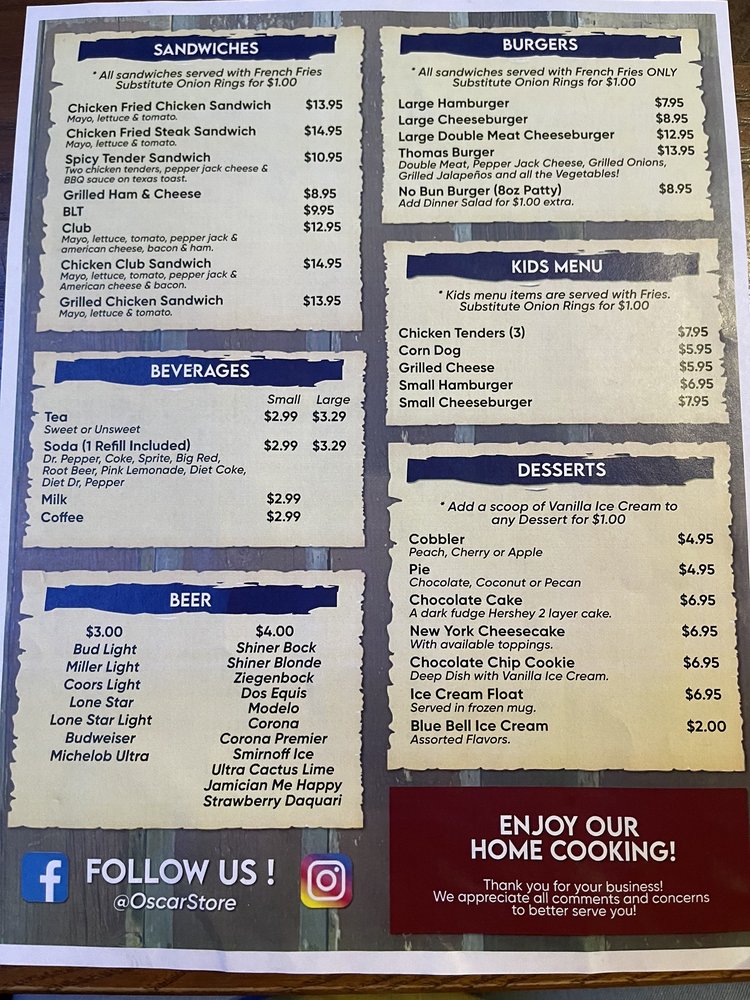 SANDWICHES
* All sandwiches served with French Fries
Substitute Onion Rings for $1.00
Chicken Fried Chicken Sandwich $13.95
Mayo, lettuce & tomato.
Chicken Fried Steak Sandwich $14.95
Mayo, lettuce & tomato.
Spicy Tender Sandwich $10.95
Two chicken tenders, pepper jack cheese &
BBQ sauce on texas toast.
Grilled Ham & Cheese $8.95
BLT $9.95
Club $12.95
Mayo, lettuce, tomato, pepper jack &
american cheese, bacon & ham.
Chicken Club Sandwich $14.95
Mayo, lettuce, tomato, pepper jack &
American cheese & bacon.
Grilled Chicken Sandwich $13.95
Mayo, lettuce & tomato.
BEVERAGES
Small Large
Tea $2.99 $3.29
Sweet or Unsweet
Soda (1 Refill Included) $2.99 $3.29
Dr. Pepper, Coke, Sprite, Big Red,
Root Beer, Pink Lemonade, Diet Coke,
Diet Dr, Pepper
Milk $2.99
Coffee $2.99
BEER
$3.00
Bud Light
Miller Light
Coors Light
Lone Star
Lone Star Light
Budweiser
Michelob Ultra
$4.00
Shiner Bock
Shiner Blonde
Ziegenbock
Dos Equis
Modelo
Corona
Corona Premier
Smirnoff Ice
Ultra Cactus Lime
Jamician Me Happy
Strawberry Daquari
FOLLOW US !
@OscarStore
BURGERS
* All sandwiches served with French Fries ONLY
Substitute Onion Rings for $1.00
Large Hamburger $7.95
Large Cheeseburger $8.95
Large Double Meat Cheeseburger $12.95
Thomas Burger $13.95
Double Meat, Pepper Jack Cheese, Grilled Onions,
Grilled Jalapeños and all the Vegetables!
No Bun Burger (8oz Patty) $8.95
Add Dinner Salad for $1.00 extra.
KIDS MENU
* Kids menu items are served with Fries.
Substitute Onion Rings for $1.00
Chicken Tenders (3) $7.95
Corn Dog $5.95
Grilled Cheese $5.95
Small Hamburger $6.95
Small Cheeseburger $7.95
DESSERTS
* Add a scoop of Vanilla Ice Cream to
any Dessert for $1.00
Cobbler $4.95
Peach, Cherry or Apple
Pie $4.95
Chocolate, Coconut or Pecan
Chocolate Cake $6.95
A dark fudge Hershey 2 layer cake.
New York Cheesecake $6.95
With available toppings.
Chocolate Chip Cookie $6.95
Deep Dish with Vanilla Ice Cream.
Ice Cream Float $6.95
Served in frozen mug.
Blue Bell Ice Cream $2.00
Assorted Flavors.
ENJOY OUR
HOME COOKING!
Thank you for your business!
We appreciate all comments and concerns
to better serve you!